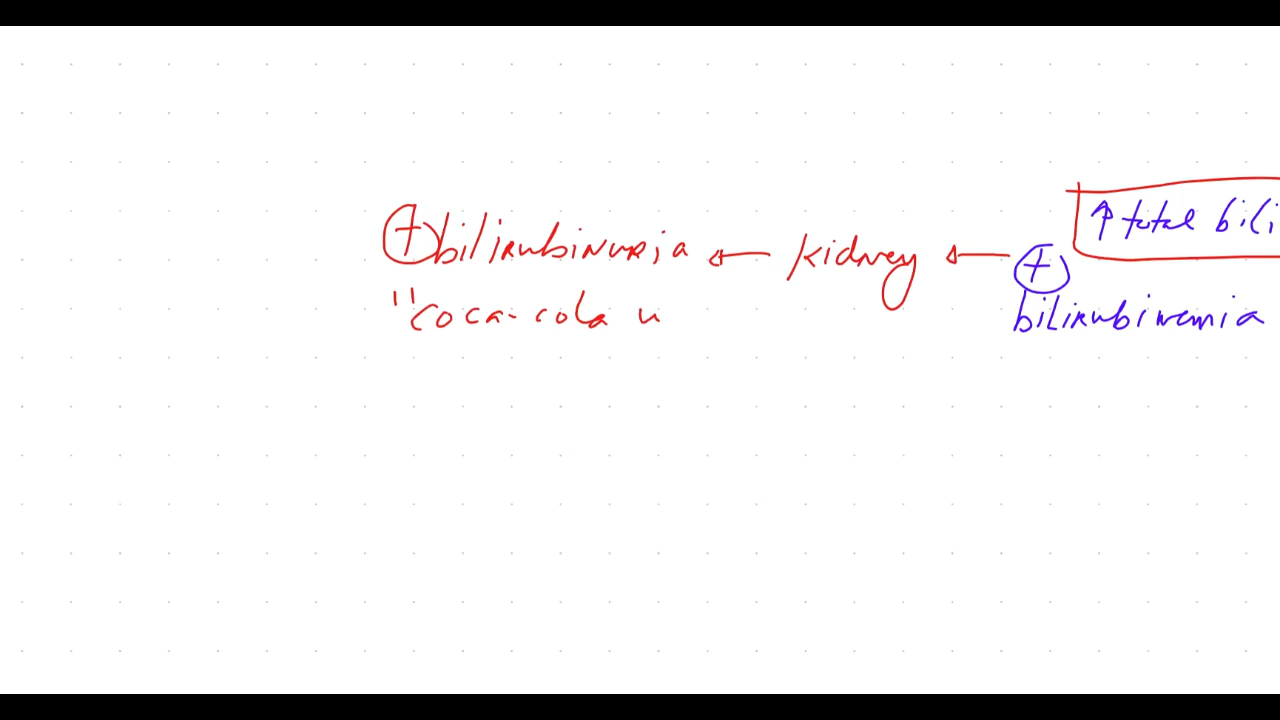 ↑ total bili
⊕ bilirubinuria ← kidney ← ⊕
"coca-cola u
bilirubinemia